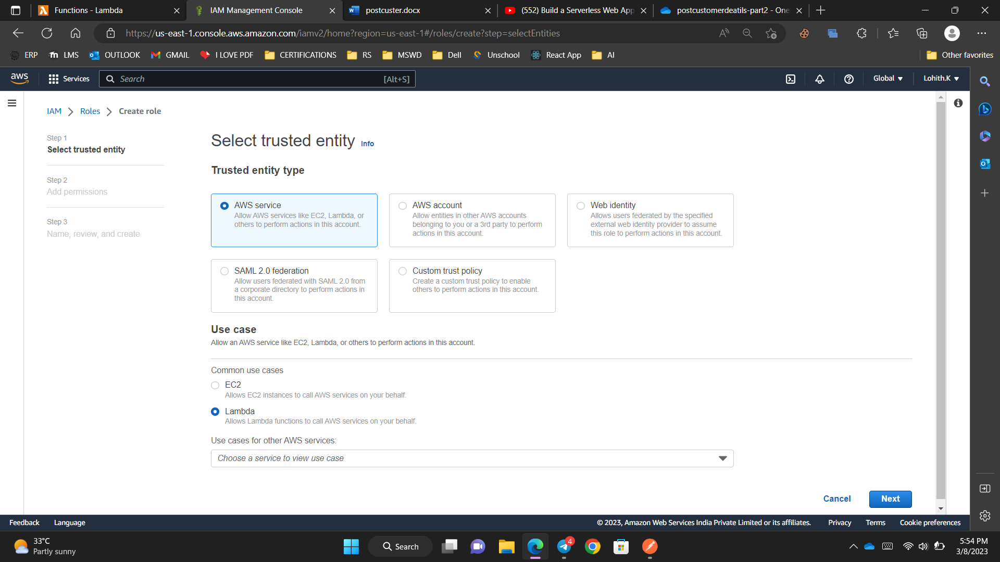 Functions - Lambda
IAM Management Console
postcuster.docx
(552) Build a Serverless Web App
postcustomerdeatils-part2 - One
https://us-east-1.console.aws.amazon.com/iamv2/home?region=us-east-1#/roles/create?step=selectEntities
ERP
LMS
OUTLOOK
GMAIL
I LOVE PDF
CERTIFICATIONS
RS
MSWD
Dell
Unschool
React App
AI
Other favorites
aws
Services
Search
[Alt+S]
Global
Lohith.K
IAM
Roles
Create role
Step 1
Select trusted entity
Step 2
Add permissions
Step 3
Name, review, and create
Select trusted entity Info
Trusted entity type
AWS service
Allow AWS services like EC2, Lambda, or
others to perform actions in this account.
AWS account
Allow entities in other AWS accounts
belonging to you or a 3rd party to perform
actions in this account.
Web identity
Allows users federated by the specified
external web identity provider to assume
this role to perform actions in this account.
SAML 2.0 federation
Allow users federated with SAML 2.0 from
a corporate directory to perform actions in
this account.
Custom trust policy
Create a custom trust policy to enable
others to perform actions in this account.
Use case
Allow an AWS service like EC2, Lambda, or others to perform actions in this account.
Common use cases
EC2
Allows EC2 instances to call AWS services on your behalf.
Lambda
Allows Lambda functions to call AWS services on your behalf.
Use cases for other AWS services:
Choose a service to view use case
Cancel
Next
Feedback
Language
© 2023, Amazon Web Services India Private Limited or its affiliates.
Privacy
Terms
Cookie preferences
33°C
Partly sunny
Search
4
5:54 PM
3/8/2023